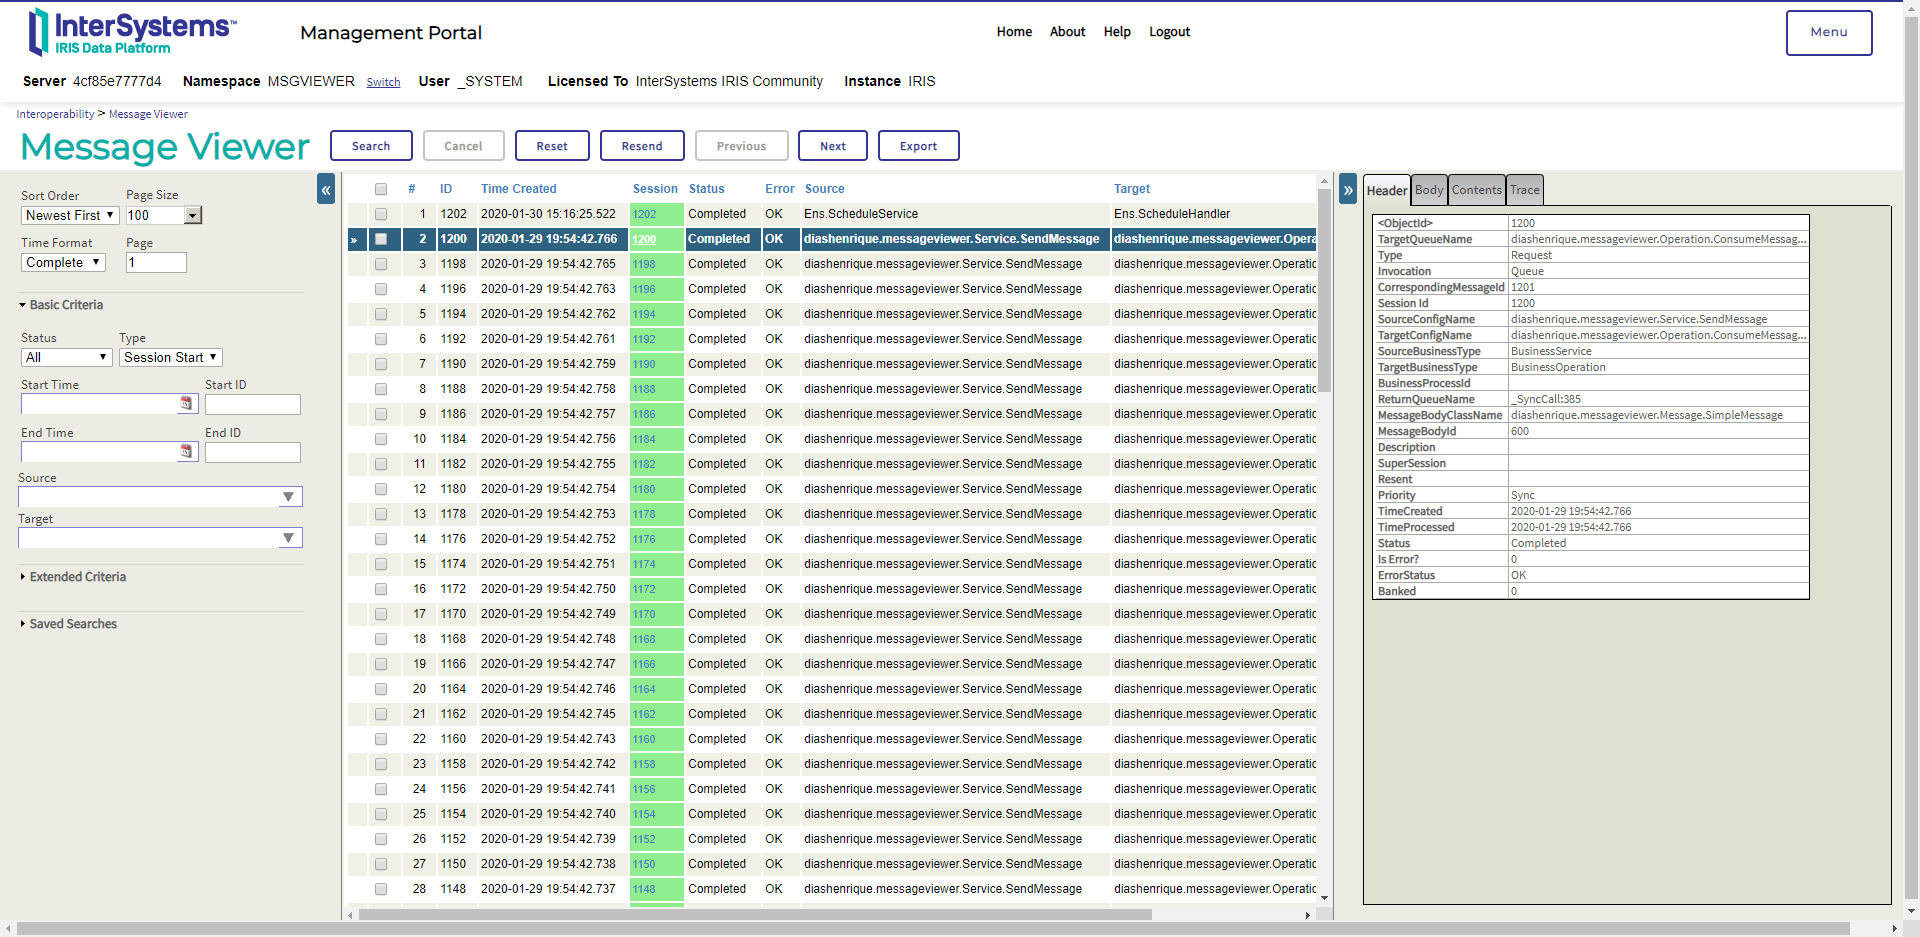 InterSystems™
IRIS Data Platform
Management Portal
Home About Help Logout
Menu
Server 4cf85e7777d4 Namespace MSGVIEWER Switch User _SYSTEM Licensed To InterSystems IRIS Community Instance IRIS
Interoperability > Message Viewer
Message Viewer
Search Cancel Reset Resend Previous Next Export
Sort Order Page Size
Newest First 100
Time Format Page
Complete 1
Basic Criteria
Status Type
All Session Start
Start Time Start ID
End Time End ID
Source
Target
Extended Criteria
Saved Searches
«
# ID Time Created Session Status Error Source Target
1 1202 2020-01-30 15:16:25.522 1202 Completed OK Ens.ScheduleService Ens.ScheduleHandler
» 2 1200 2020-01-29 19:54:42.766 1200 Completed OK diashenrique.messageviewer.Service.SendMessage diashenrique.messageviewer.Opera
3 1198 2020-01-29 19:54:42.765 1198 Completed OK diashenrique.messageviewer.Service.SendMessage diashenrique.messageviewer.Operatic
4 1196 2020-01-29 19:54:42.763 1196 Completed OK diashenrique.messageviewer.Service.SendMessage diashenrique.messageviewer.Operatic
5 1194 2020-01-29 19:54:42.762 1194 Completed OK diashenrique.messageviewer.Service.SendMessage diashenrique.messageviewer.Operatic
6 1192 2020-01-29 19:54:42.761 1192 Completed OK diashenrique.messageviewer.Service.SendMessage diashenrique.messageviewer.Operatic
7 1190 2020-01-29 19:54:42.759 1190 Completed OK diashenrique.messageviewer.Service.SendMessage diashenrique.messageviewer.Operatic
8 1188 2020-01-29 19:54:42.758 1188 Completed OK diashenrique.messageviewer.Service.SendMessage diashenrique.messageviewer.Operatic
9 1186 2020-01-29 19:54:42.757 1186 Completed OK diashenrique.messageviewer.Service.SendMessage diashenrique.messageviewer.Operatic
10 1184 2020-01-29 19:54:42.756 1184 Completed OK diashenrique.messageviewer.Service.SendMessage diashenrique.messageviewer.Operatic
11 1182 2020-01-29 19:54:42.755 1182 Completed OK diashenrique.messageviewer.Service.SendMessage diashenrique.messageviewer.Operatic
12 1180 2020-01-29 19:54:42.754 1180 Completed OK diashenrique.messageviewer.Service.SendMessage diashenrique.messageviewer.Operatic
13 1178 2020-01-29 19:54:42.753 1178 Completed OK diashenrique.messageviewer.Service.SendMessage diashenrique.messageviewer.Operatic
14 1176 2020-01-29 19:54:42.752 1176 Completed OK diashenrique.messageviewer.Service.SendMessage diashenrique.messageviewer.Operatic
15 1174 2020-01-29 19:54:42.751 1174 Completed OK diashenrique.messageviewer.Service.SendMessage diashenrique.messageviewer.Operatic
16 1172 2020-01-29 19:54:42.750 1172 Completed OK diashenrique.messageviewer.Service.SendMessage diashenrique.messageviewer.Operatic
17 1170 2020-01-29 19:54:42.749 1170 Completed OK diashenrique.messageviewer.Service.SendMessage diashenrique.messageviewer.Operatic
18 1168 2020-01-29 19:54:42.748 1168 Completed OK diashenrique.messageviewer.Service.SendMessage diashenrique.messageviewer.Operatic
19 1166 2020-01-29 19:54:42.747 1166 Completed OK diashenrique.messageviewer.Service.SendMessage diashenrique.messageviewer.Operatic
20 1164 2020-01-29 19:54:42.746 1164 Completed OK diashenrique.messageviewer.Service.SendMessage diashenrique.messageviewer.Operatic
21 1162 2020-01-29 19:54:42.745 1162 Completed OK diashenrique.messageviewer.Service.SendMessage diashenrique.messageviewer.Operatic
22 1160 2020-01-29 19:54:42.743 1160 Completed OK diashenrique.messageviewer.Service.SendMessage diashenrique.messageviewer.Operatic
23 1158 2020-01-29 19:54:42.742 1158 Completed OK diashenrique.messageviewer.Service.SendMessage diashenrique.messageviewer.Operatic
24 1156 2020-01-29 19:54:42.741 1156 Completed OK diashenrique.messageviewer.Service.SendMessage diashenrique.messageviewer.Operatic
25 1154 2020-01-29 19:54:42.740 1154 Completed OK diashenrique.messageviewer.Service.SendMessage diashenrique.messageviewer.Operatic
26 1152 2020-01-29 19:54:42.739 1152 Completed OK diashenrique.messageviewer.Service.SendMessage diashenrique.messageviewer.Operatic
27 1150 2020-01-29 19:54:42.738 1150 Completed OK diashenrique.messageviewer.Service.SendMessage diashenrique.messageviewer.Operatic
28 1148 2020-01-29 19:54:42.737 1148 Completed OK diashenrique.messageviewer.Service.SendMessage diashenrique.messageviewer.Operatic
»
Header Body Contents Trace
<ObjectId> 1200
TargetQueueName diashenrique.messageviewer.Operation.ConsumeMessag...
Type Request
Invocation Queue
CorrespondingMessageId 1201
Session Id 1200
SourceConfigName diashenrique.messageviewer.Service.SendMessage
TargetConfigName diashenrique.messageviewer.Operation.ConsumeMessag...
SourceBusinessType BusinessService
TargetBusinessType BusinessOperation
BusinessProcessId
ReturnQueueName _SyncCall:385
MessageBodyClassName diashenrique.messageviewer.Message.SimpleMessage
MessageBodyId 600
Description
SuperSession
Resent
Priority Sync
TimeCreated 2020-01-29 19:54:42.766
TimeProcessed 2020-01-29 19:54:42.766
Status Completed
Is Error? 0
ErrorStatus OK
Banked 0